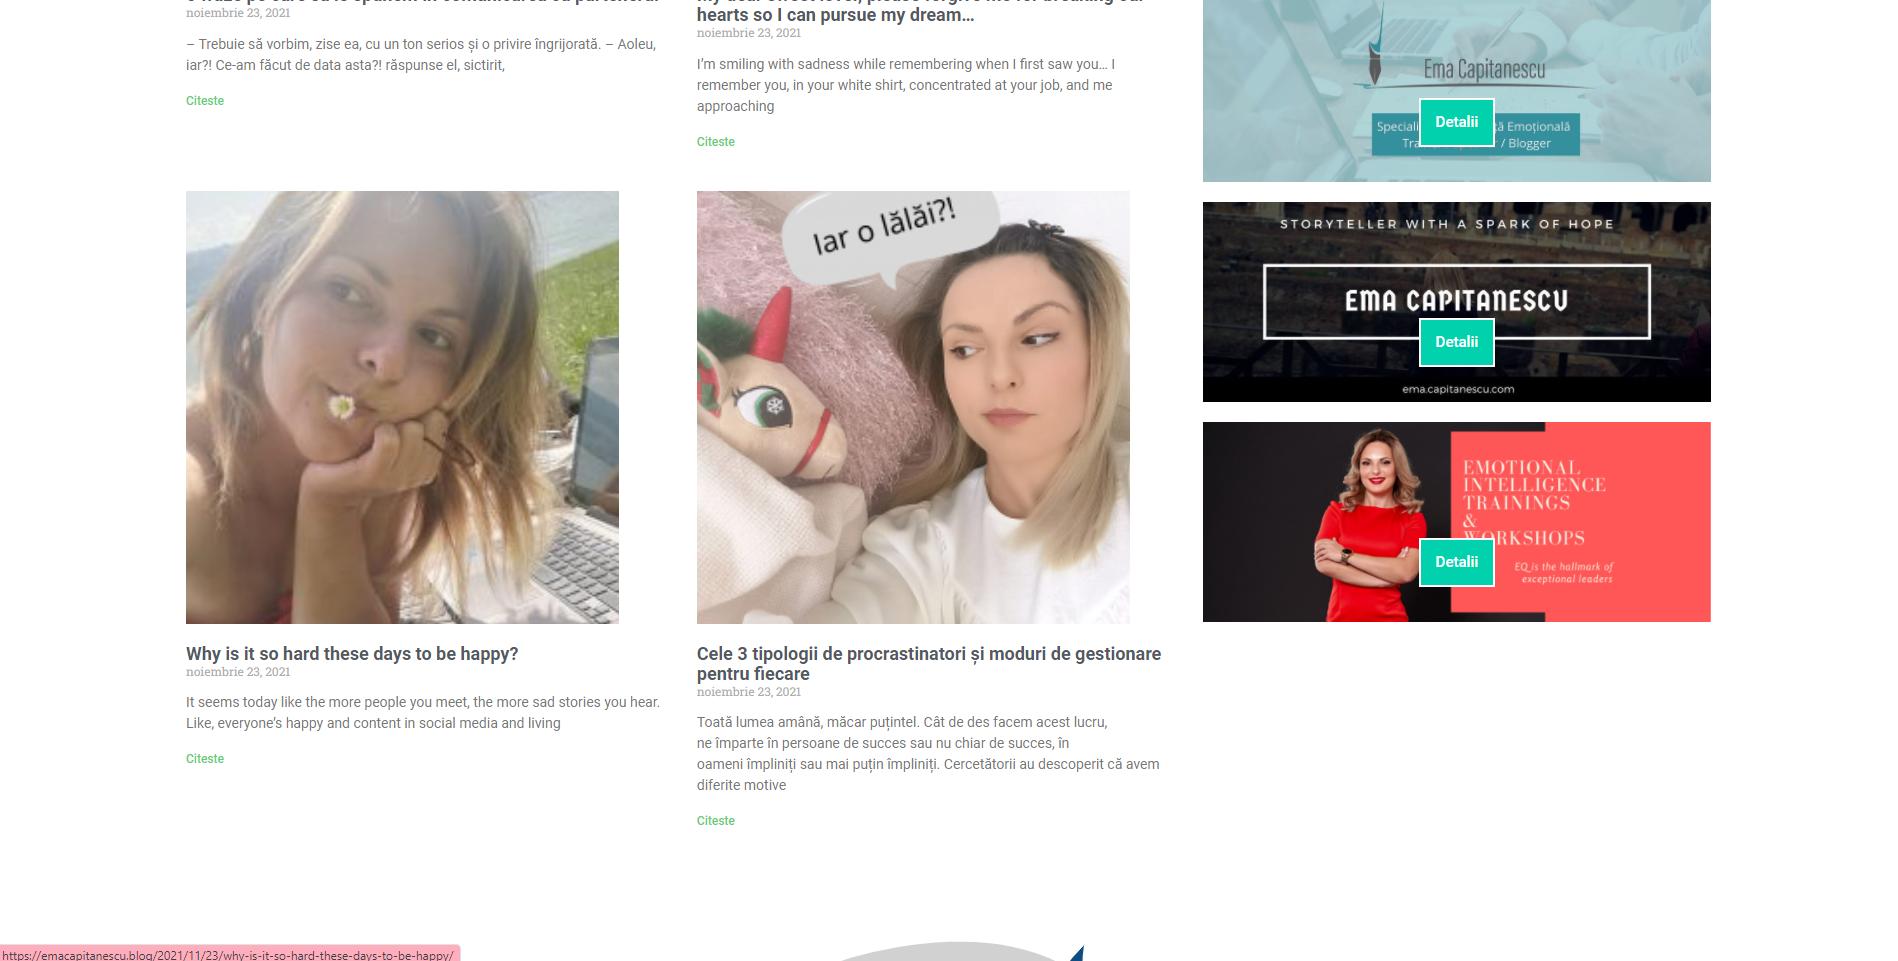 noiembrie 23, 2021
– Trebuie să vorbim, zise ea, cu un ton serios și o privire îngrijorată. – Aoleu,
iar?! Ce-am făcut de data asta?! răspunse el, sictirit,
Citeste
hearts so I can pursue my dream…
noiembrie 23, 2021
I'm smiling with sadness while remembering when I first saw you… I
remember you, in your white shirt, concentrated at your job, and me
approaching
Citeste
Why is it so hard these days to be happy?
noiembrie 23, 2021
It seems today like the more people you meet, the more sad stories you hear.
Like, everyone's happy and content in social media and living
Citeste
Iar o lălăi?!
Cele 3 tipologii de procrastinatori și moduri de gestionare
pentru fiecare
noiembrie 23, 2021
Toată lumea amână, măcar puțintel. Cât de des facem acest lucru,
ne împarte în persoane de succes sau nu chiar de succes, în
oameni împliniți sau mai puțin împliniți. Cercetătorii au descoperit că avem
diferite motive
Citeste
Ema Capitanescu
Detalii
Emoțională
/ Blogger
STORYTELLER WITH A SPARK OF HOPE
EMA CAPITANESCU
Detalii
ema.capitanescu.com
EMOTIONAL
INTELLIGENCE
TRAININGS
&
WORKSHOPS
Detalii
EQ is the hallmark of
exceptional leaders
https://emacapitanescu.blog/2021/11/23/why-is-it-so-hard-these-days-to-be-happy/